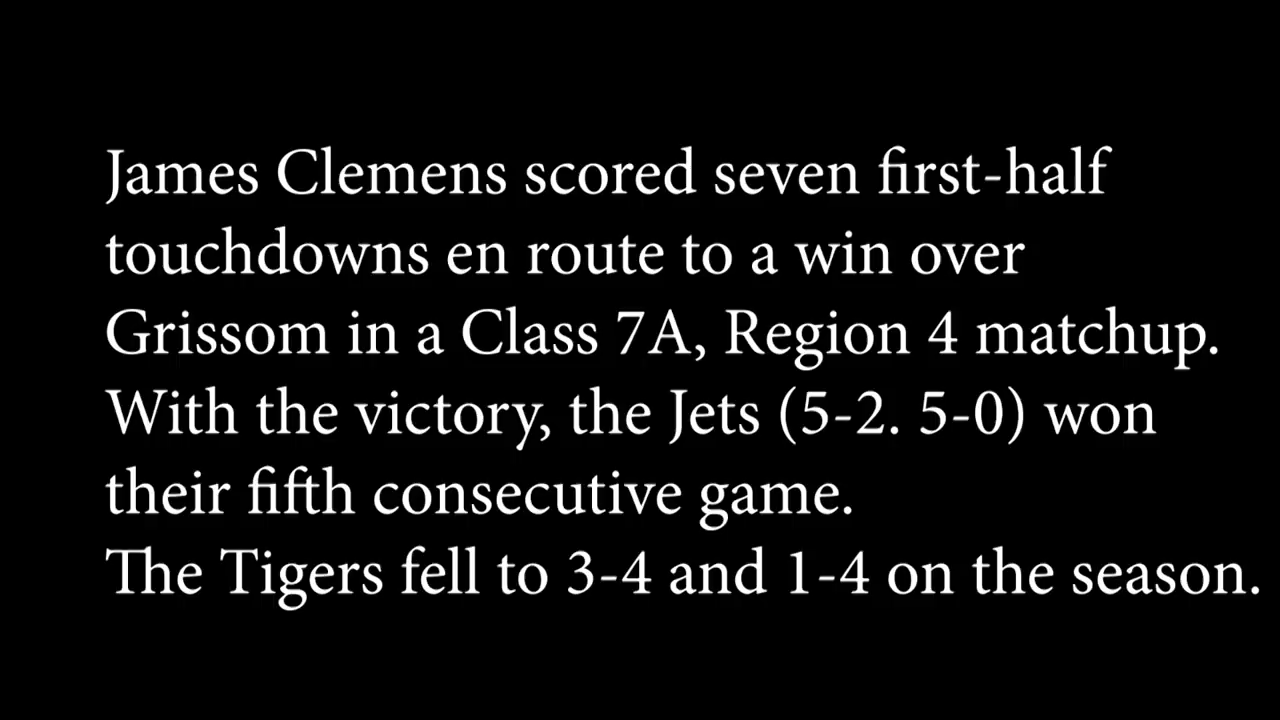 James Clemens scored seven first-half
touchdowns en route to a win over
Grissom in a Class 7A, Region 4 matchup.
With the victory, the Jets (5-2. 5-0) won
their fifth consecutive game.
The Tigers fell to 3-4 and 1-4 on the season.